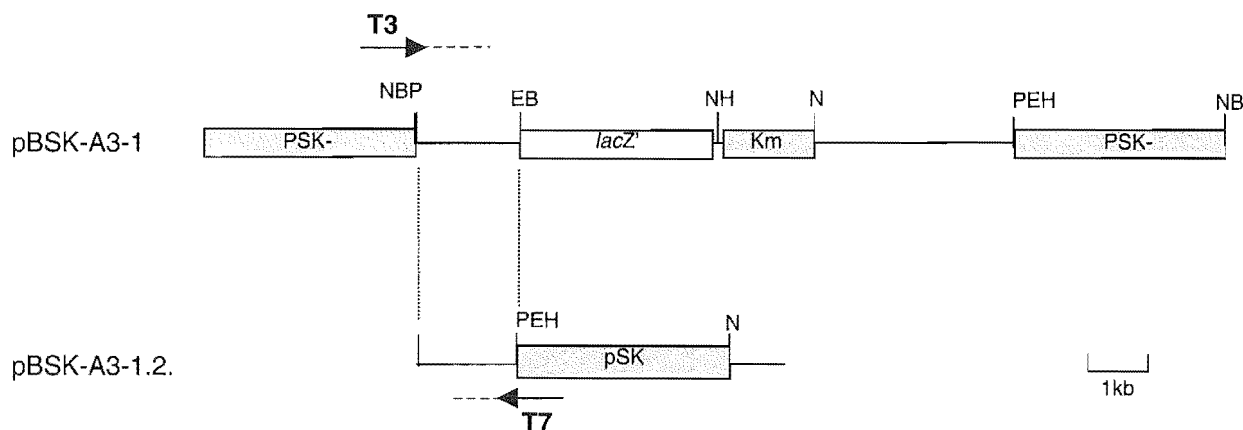 T3
NBP EB NH N PEH NB
pBSK-A3-1 PSK- lacZ' Km PSK-
PEH N
pBSK-A3-1.2. pSK
1kb
T7